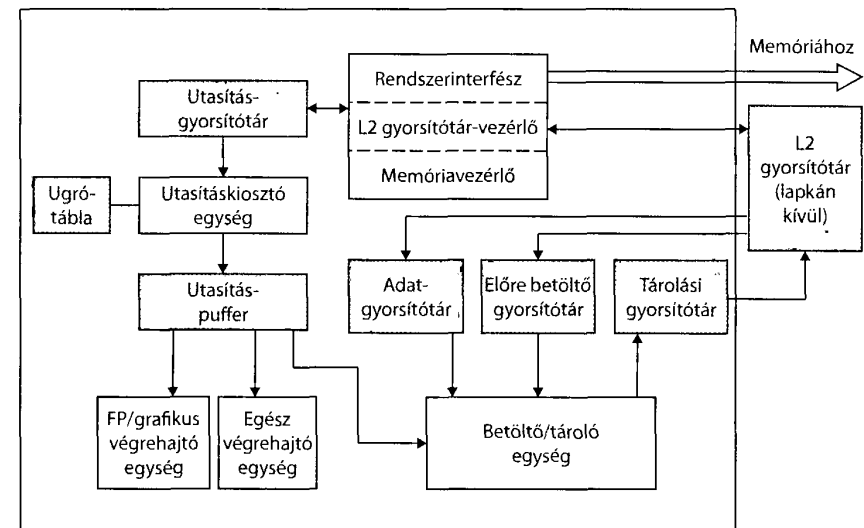 Memóriához
Rendszerinterfész
Utasítás-
gyorsítótár
L2 gyorsítótár-vezérlő
Memóriavezérlő
L2
gyorsítótár
(lapkán
kívül)
Ugró-
tábla
Utasításkiosztó
egység
Utasítás-
puffer
Adat-
gyorsítótár
Előre betöltő
gyorsítótár
Tárolási
gyorsítótár
FP/grafikus
végrehajtó
egység
Egész
végrehajtó
egység
Betöltő/tároló
egység